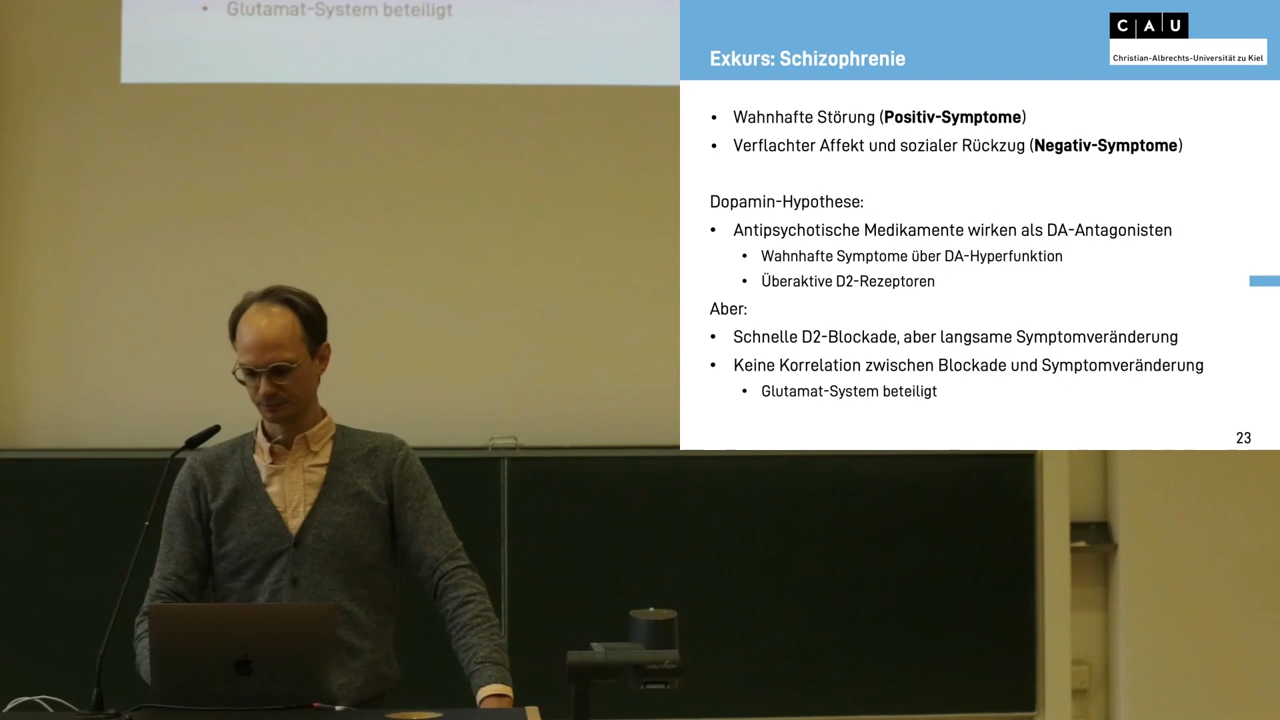 • Glutamat-System beteiligt
Exkurs: Schizophrenie
C | A | U
Christian-Albrechts-Universität zu Kiel
• Wahnhafte Störung (Positiv-Symptome)
• Verflachter Affekt und sozialer Rückzug (Negativ-Symptome)
Dopamin-Hypothese:
• Antipsychotische Medikamente wirken als DA-Antagonisten
• Wahnhafte Symptome über DA-Hyperfunktion
• Überaktive D2-Rezeptoren
Aber:
• Schnelle D2-Blockade, aber langsame Symptomveränderung
• Keine Korrelation zwischen Blockade und Symptomveränderung
• Glutamat-System beteiligt
23